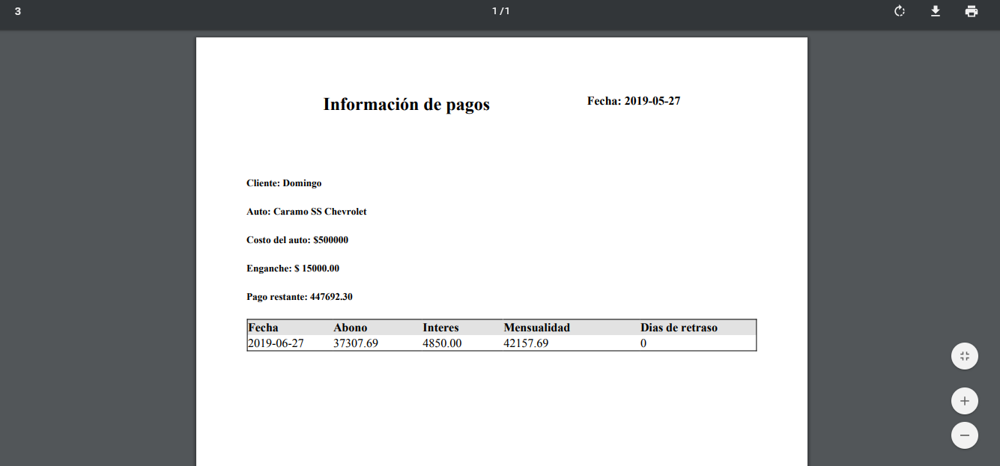 3
1 / 1
Información de pagos
Fecha: 2019-05-27
Cliente: Domingo
Auto: Caramo SS Chevrolet
Costo del auto: $500000
Enganche: $ 15000.00
Pago restante: 447692.30
Fecha Abono Interes Mensualidad Dias de retraso
2019-06-27 37307.69 4850.00 42157.69 0